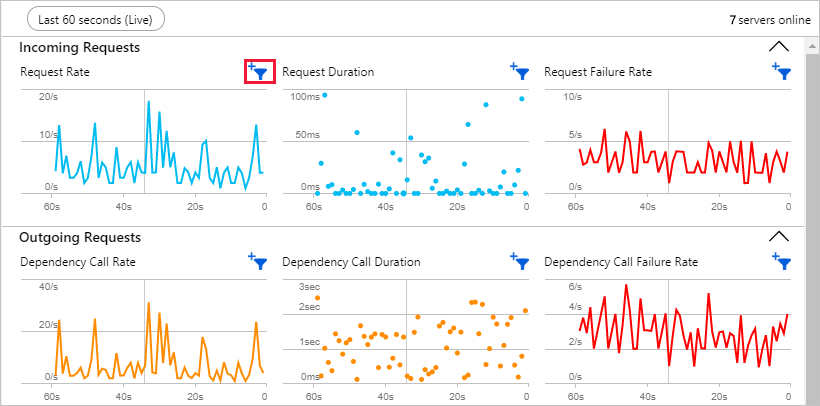 Last 60 seconds (Live) 7 servers online
Incoming Requests
Request Rate Request Duration Request Failure Rate
20/s 100ms 10/s
10/s 50ms 5/s
0/s 0ms 0/s
60s 40s 20s 0 60s 40s 20s 0 60s 40s 20s 0
Outgoing Requests
Dependency Call Rate Dependency Call Duration Dependency Call Failure Rate
40/s 3sec 6/s
2sec 4/s
20/s 1sec 2/s
0/s 0sec 0/s
60s 40s 20s 0 60s 40s 20s 0 60s 40s 20s 0